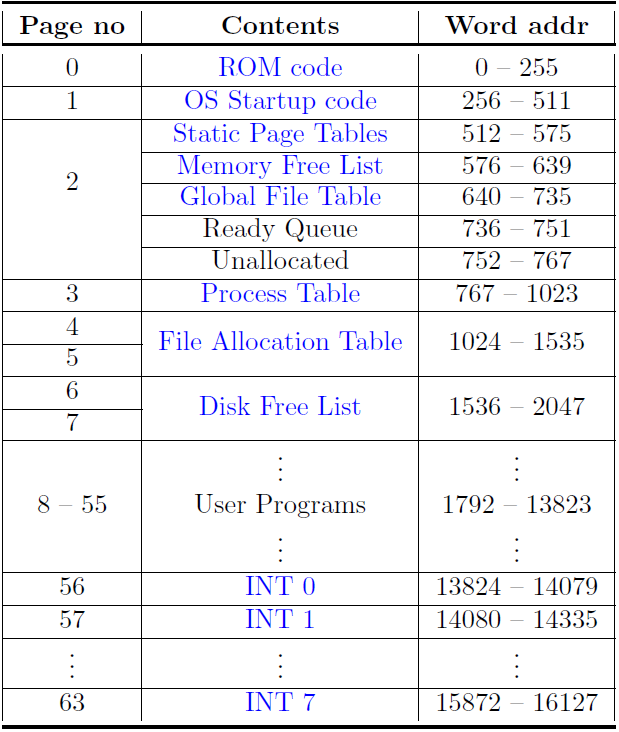 Page no Contents Word addr
0 ROM code 0 – 255
1 OS Startup code 256 – 511
Static Page Tables 512 – 575
Memory Free List 576 – 639
2
Global File Table 640 – 735
Ready Queue 736 – 751
Unallocated 752 – 767
3 Process Table 767 – 1023
4
File Allocation Table 1024 – 1535
5
6
Disk Free List 1536 – 2047
7
⋮ ⋮
8 – 55 User Programs 1792 – 13823
⋮ ⋮
56 INT 0 13824 – 14079
57 INT 1 14080 – 14335
⋮ ⋮ ⋮
63 INT 7 15872 – 16127